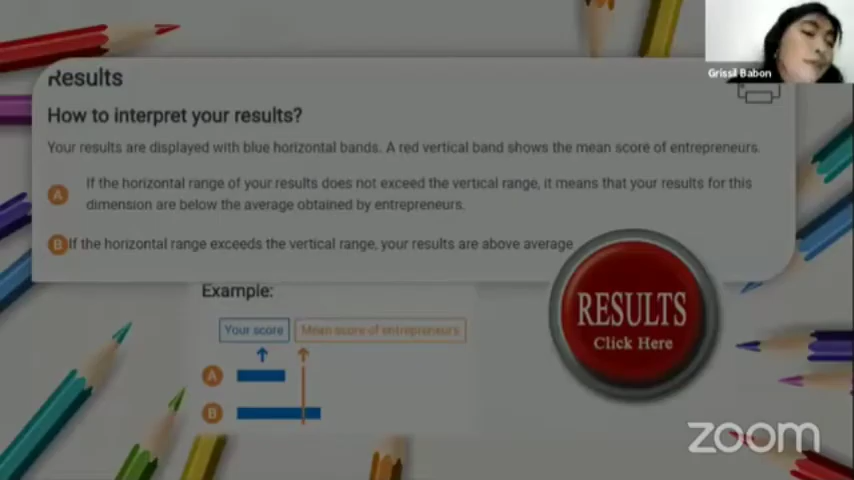 Grissil Babon
Results
How to interpret your results?
Your results are displayed with blue horizontal bands. A red vertical band shows the mean score of entrepreneurs.
A If the horizontal range of your results does not exceed the vertical range, it means that your results for this
dimension are below the average obtained by entrepreneurs.
B If the horizontal range exceeds the vertical range, your results are above average
Example:
Your score Mean score of entrepreneurs
A
B
RESULTS
Click Here
zoom